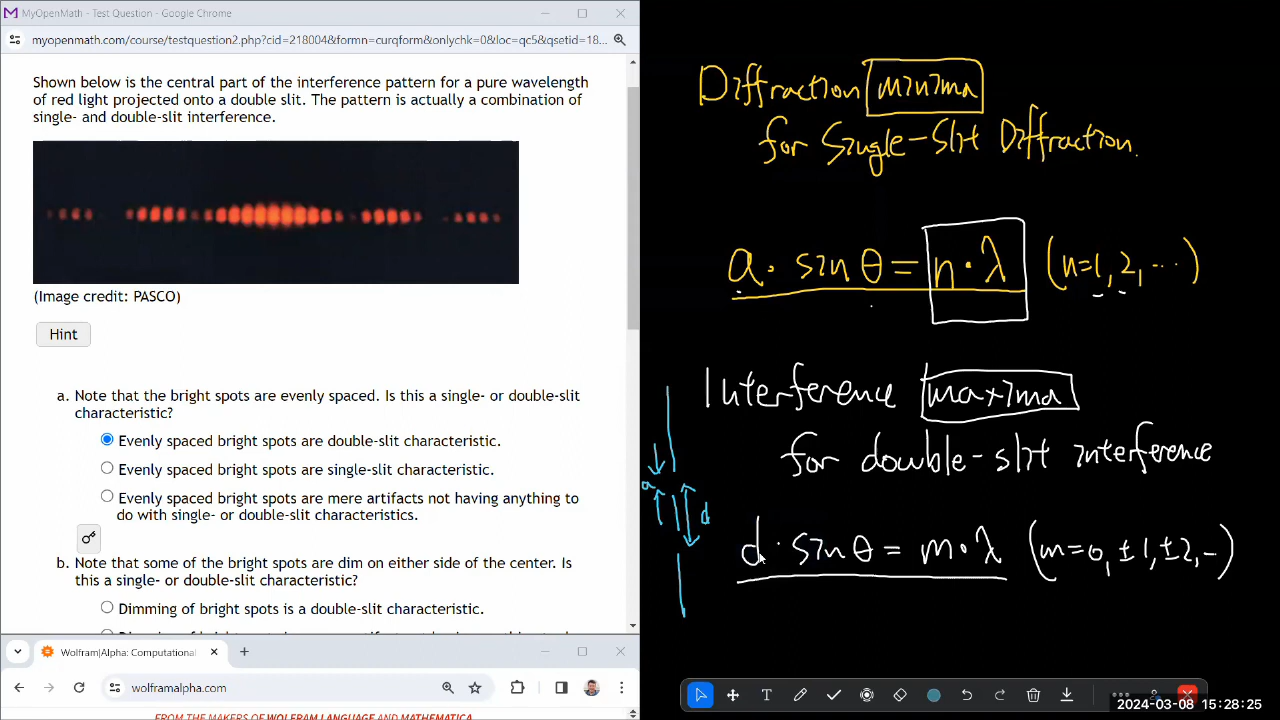 MyOpenMath - Test Question - Google Chrome
myopenmath.com/course/testquestion2.php?cid=218004&formn=curqform&onlychk=0&loc=qc5&qsetid=18...
Shown below is the central part of the interference pattern for a pure wavelength
of red light projected onto a double slit. The pattern is actually a combination of
single- and double-slit interference.
(Image credit: PASCO)
Hint
a. Note that the bright spots are evenly spaced. Is this a single- or double-slit
characteristic?
Evenly spaced bright spots are double-slit characteristic.
Evenly spaced bright spots are single-slit characteristic.
Evenly spaced bright spots are mere artifacts not having anything to
do with single- or double-slit characteristics.
b. Note that some of the bright spots are dim on either side of the center. Is
this a single- or double-slit characteristic?
Dimming of bright spots is a double-slit characteristic.
Wolfram|Alpha: Computational
wolframalpha.com
FROM THE MAKERS OF WOLFRAM LANGUAGE AND MATHEMATICA
Diffraction minima
for Single-Slit Diffraction.
a · sin θ = n · λ (n=1, 2, ...)
Interference maxima
for double-slit interference
a
d
d · sin θ = m · λ (m=0, ±1, ±2, ...)
T
2024-03-08 15:28:25